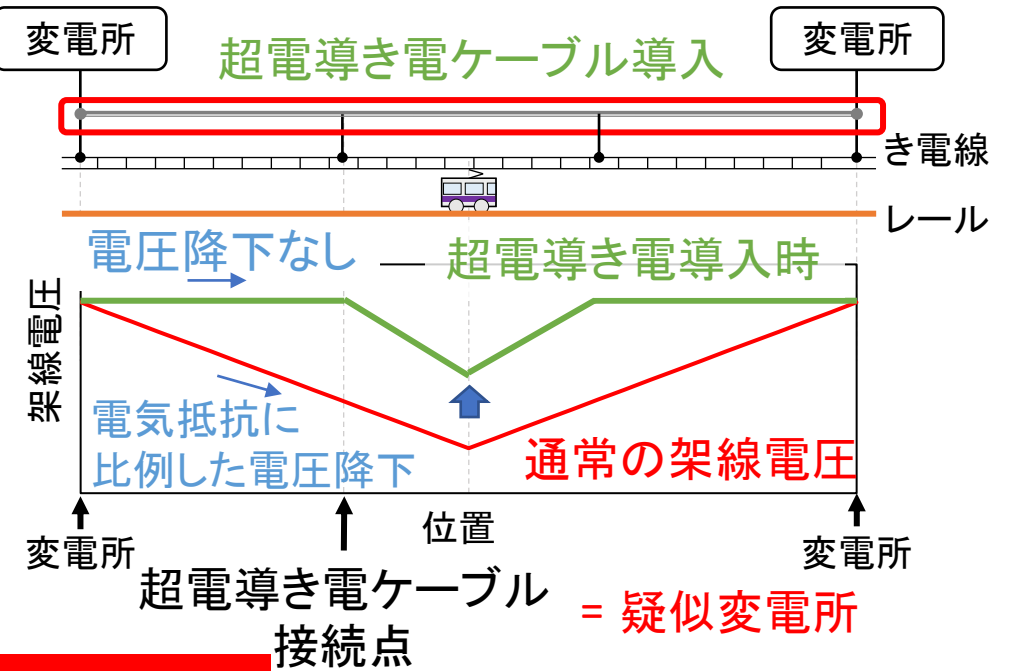 変電所
変電所
超電導き電ケーブル導入
き電線
レール
電圧降下なし
超電導き電導入時
架線電圧
電気抵抗に
比例した電圧降下
通常の架線電圧
位置
変電所
変電所
超電導き電ケーブル
接続点
= 疑似変電所